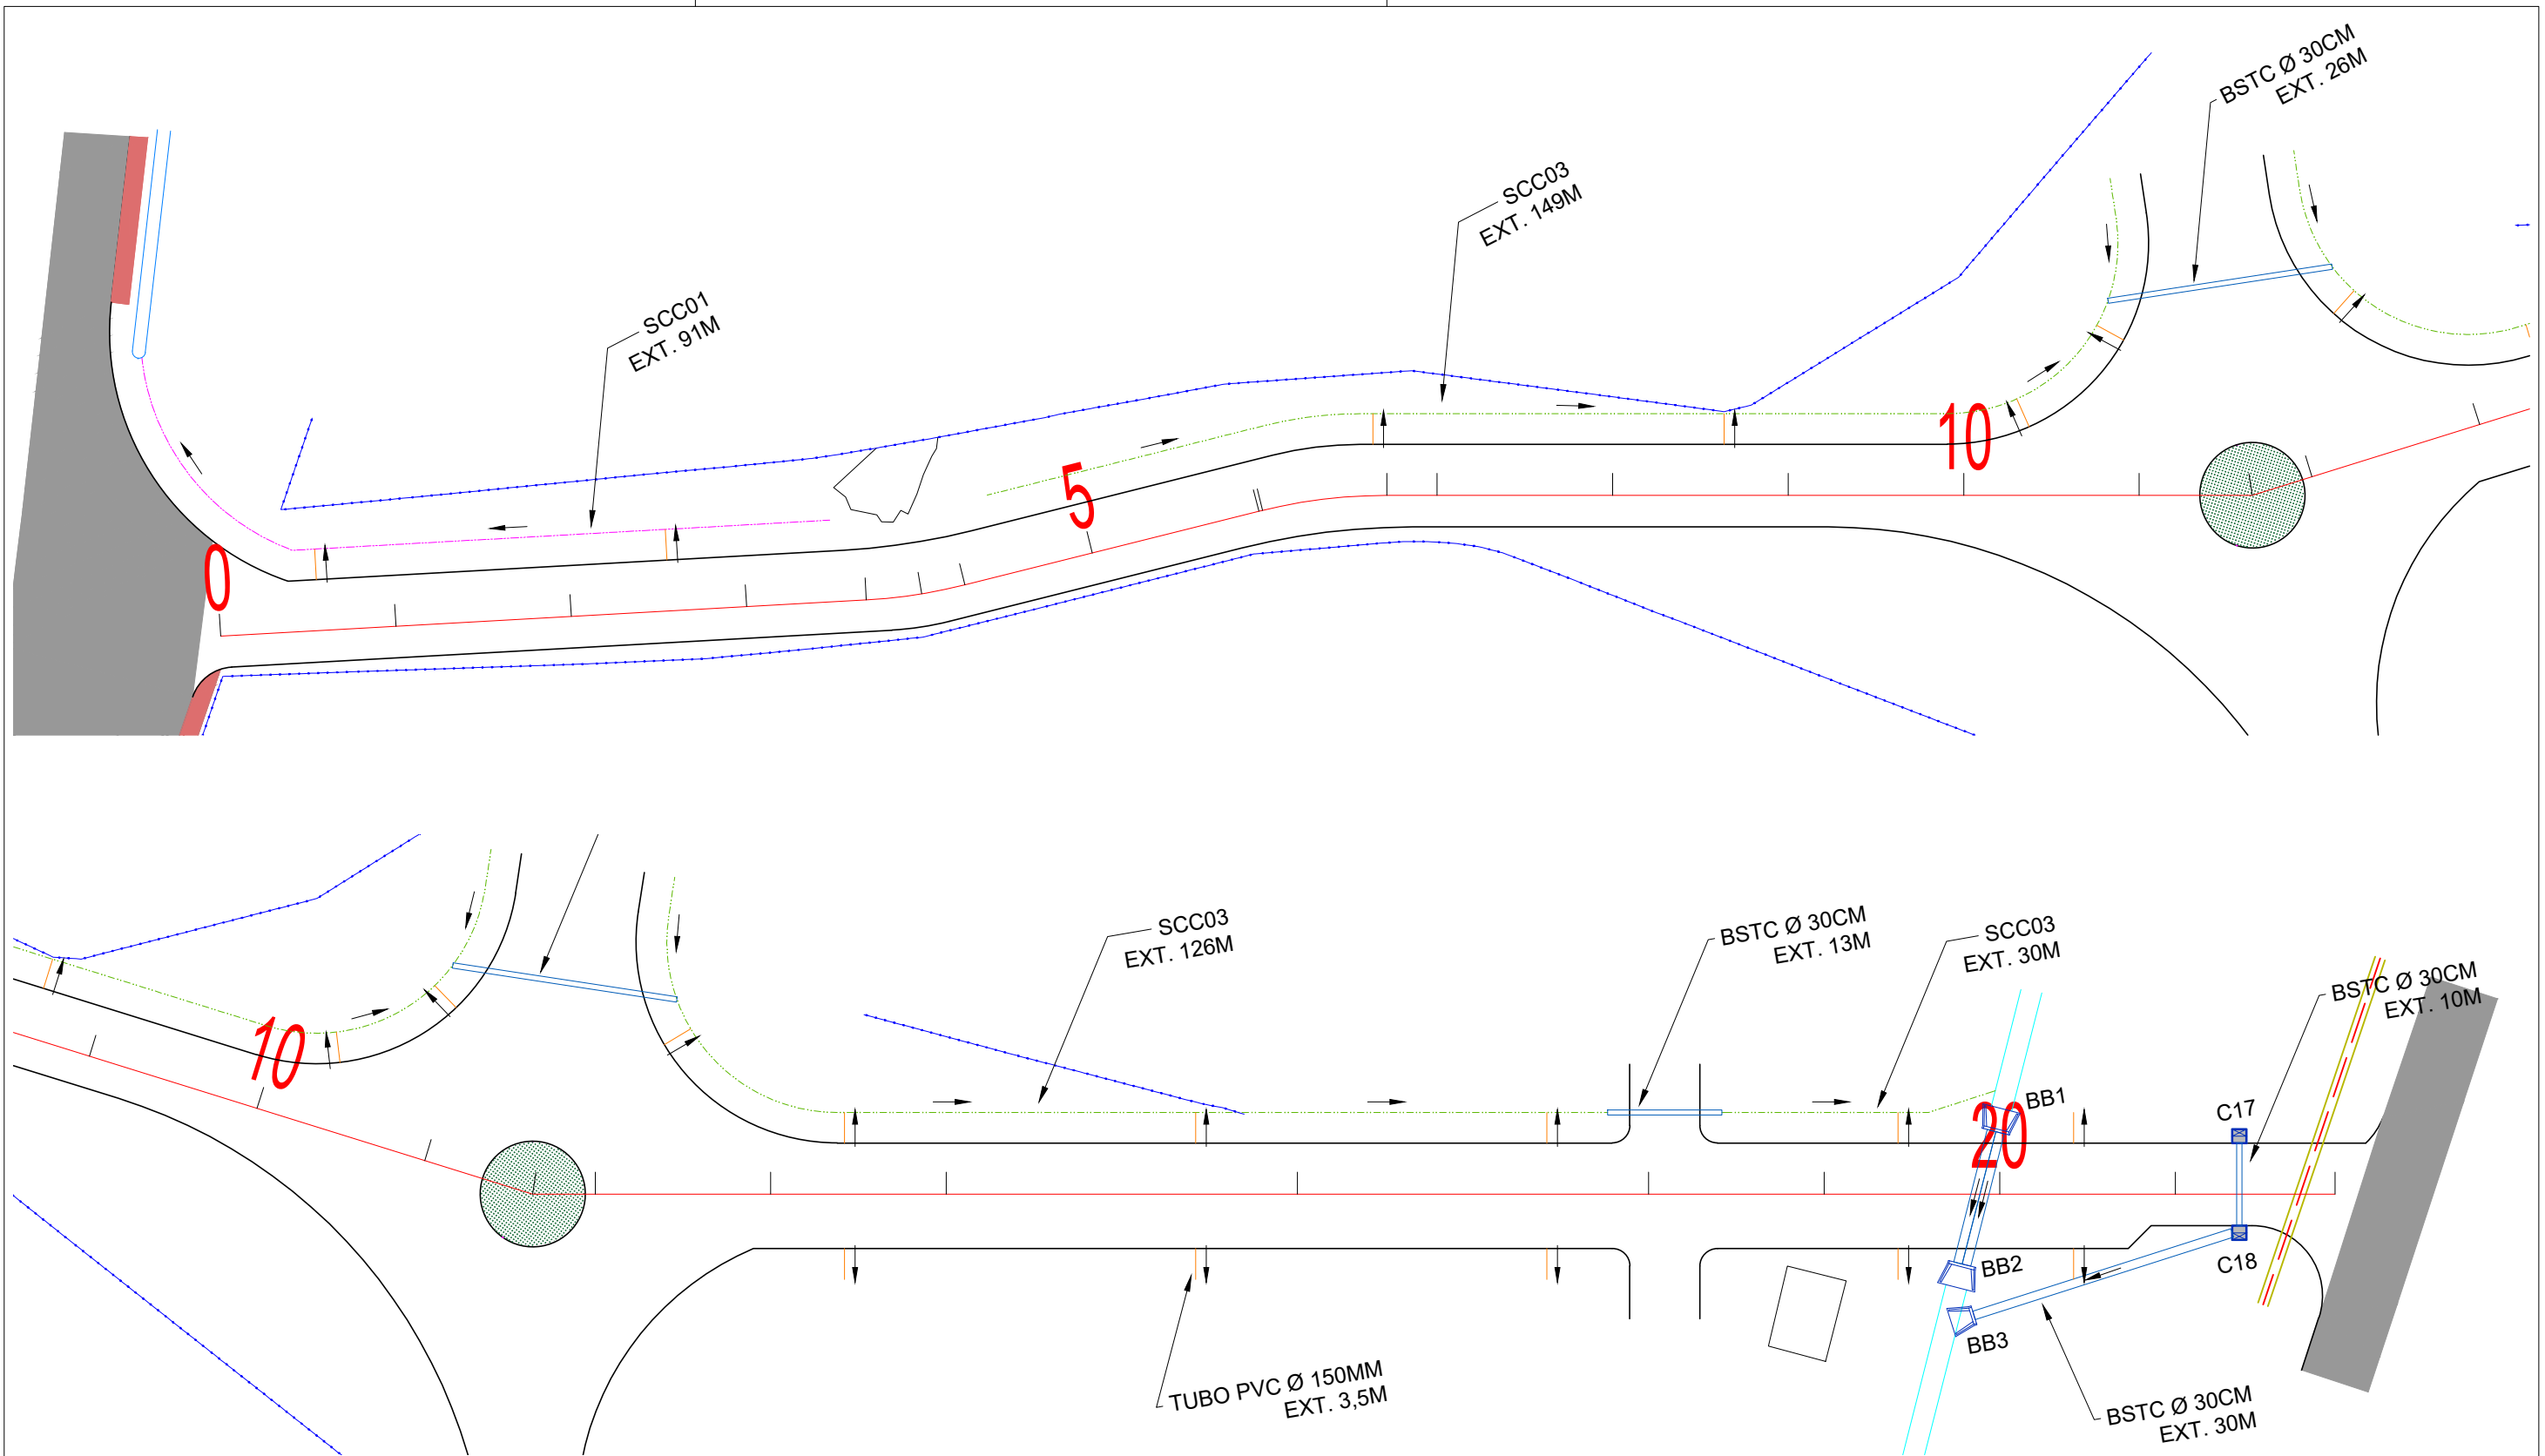 BSTC Ø 30CM
EXT. 26M
SCC03
EXT. 149M
SCC01
EXT. 91M
0
5
10
SCC03
EXT. 126M
BSTC Ø 30CM
EXT. 13M
SCC03
EXT. 30M
BSTC Ø 30CM
EXT. 10M
10
20
BB1
C17
BB2
C18
BB3
TUBO PVC Ø 150MM
EXT. 3,5M
BSTC Ø 30CM
EXT. 30M